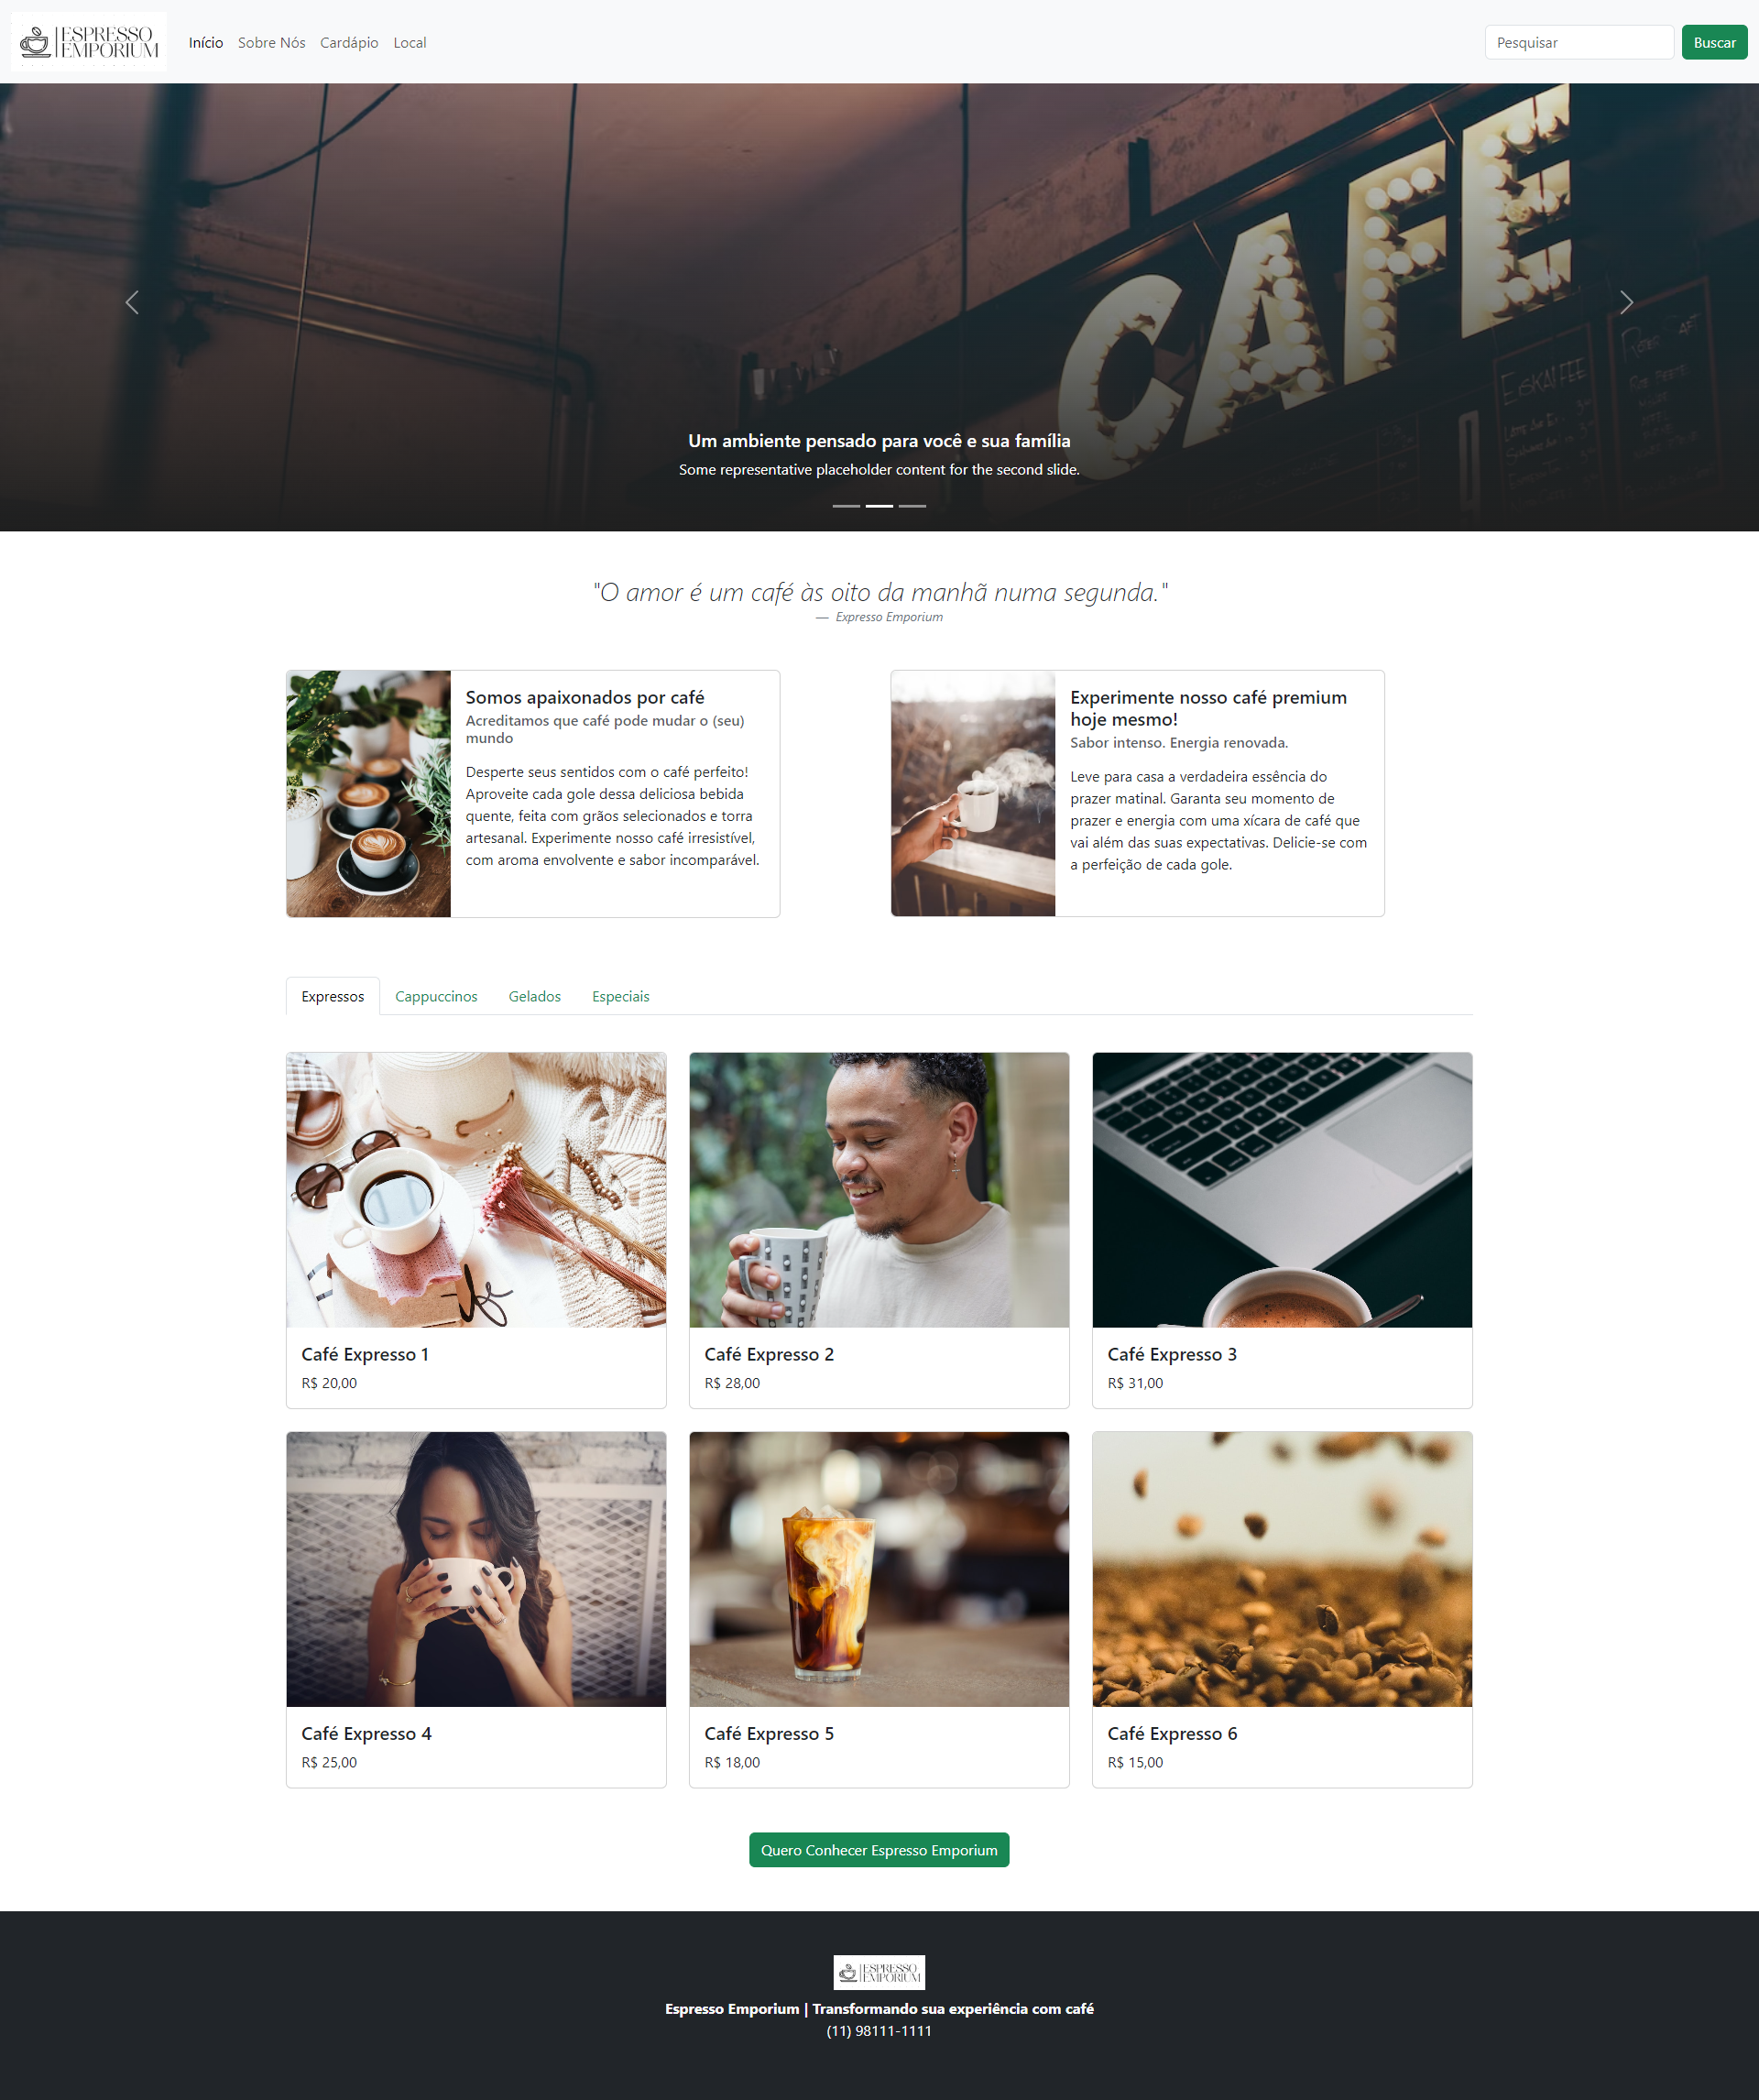 ESPRESSO
EMPORIUM
Início Sobre Nós Cardápio Local
Pesquisar Buscar
CAFE
Um ambiente pensado para você e sua família
Some representative placeholder content for the second slide.
"O amor é um café às oito da manhã numa segunda."
— Expresso Emporium
Somos apaixonados por café
Acreditamos que café pode mudar o (seu)
mundo
Desperte seus sentidos com o café perfeito!
Aproveite cada gole dessa deliciosa bebida
quente, feita com grãos selecionados e torra
artesanal. Experimente nosso café irresistível,
com aroma envolvente e sabor incomparável.
Experimente nosso café premium
hoje mesmo!
Sabor intenso. Energia renovada.
Leve para casa a verdadeira essência do
prazer matinal. Garanta seu momento de
prazer e energia com uma xícara de café que
vai além das suas expectativas. Delicie-se com
a perfeição de cada gole.
Expressos Cappuccinos Gelados Especiais
Café Expresso 1
R$ 20,00
Café Expresso 2
R$ 28,00
Café Expresso 3
R$ 31,00
Café Expresso 4
R$ 25,00
Café Expresso 5
R$ 18,00
Café Expresso 6
R$ 15,00
Quero Conhecer Espresso Emporium
ESPRESSO
EMPORIUM
Espresso Emporium | Transformando sua experiência com café
(11) 98111-1111